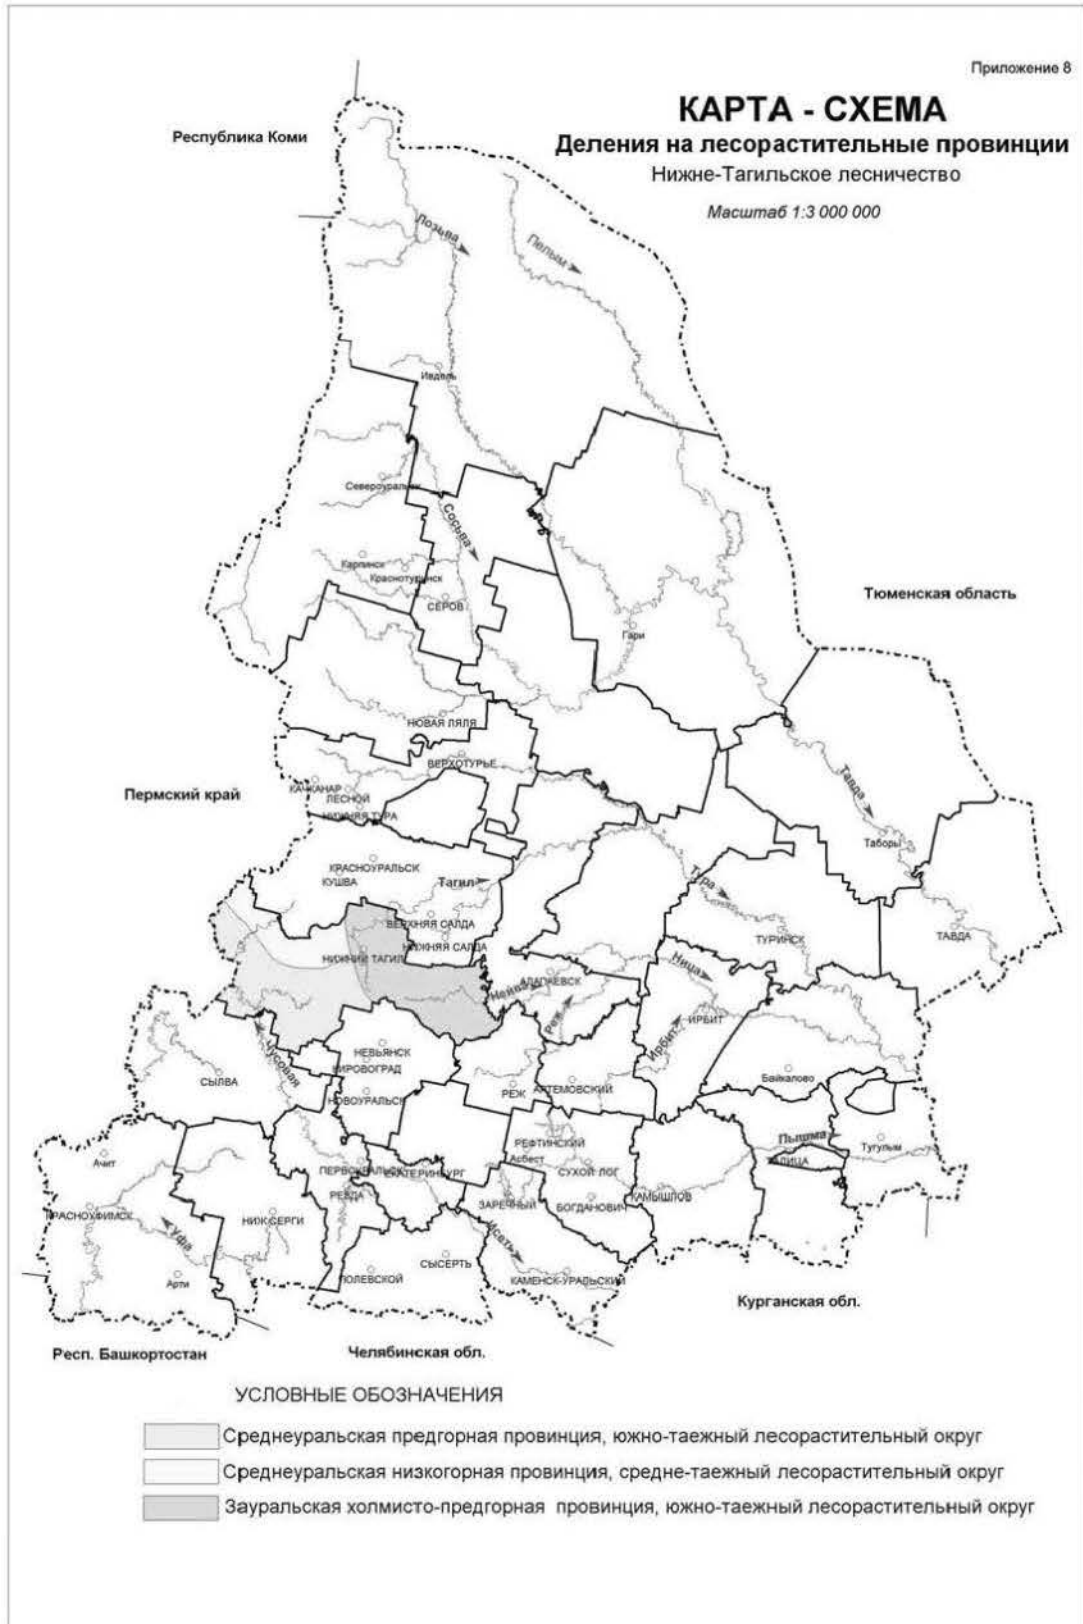 Приложение 8
КАРТА - СХЕМА
Деления на лесорастительные провинции
Нижне-Тагильское лесничество
Масштаб 1:3 000 000
Республика Коми
Лозьва
Пелым
Ивдель
Североуральск
Сосьва
Карпинск
Краснотурьинск
СЕРОВ
Тюменская область
Гари
НОВАЯ ЛЯЛЯ
ВЕРХОТУРЬЕ
Пермский край
КАЧКАНАР
ЛЕСНОЙ
НИЖНЯЯ ТУРА
Тавда
Таборы
КРАСНОУРАЛЬСК
КУШВА
Тагил
Тура
ВЕРХНЯЯ САЛДА
НИЖНЯЯ САЛДА
НИЖНИЙ ТАГИЛ
ТУРИНСК
ТАВДА
Ница
Нейва
АЛАПАЕВСК
Реж
Ирбит
ИРБИТ
Чусовая
НЕВЬЯНСК
КИРОВОГРАД
СЫЛВА
НОВОУРАЛЬСК
РЕЖ
АРТЕМОВСКИЙ
Байкалово
Пышма
Тугулым
ТАЛИЦА
РЕФТИНСКИЙ
Асбест
СУХОЙ ЛОГ
Ачит
ПЕРВОУРАЛЬСК
ЕКАТЕРИНБУРГ
РЕВДА
ЗАРЕЧНЫЙ
БОГДАНОВИЧ
КАМЫШЛОВ
КРАСНОУФИМСК
Уфа
НИЖ.СЕРГИ
Исеть
Арти
ПОЛЕВСКОЙ
СЫСЕРТЬ
КАМЕНСК-УРАЛЬСКИЙ
Курганская обл.
Респ. Башкортостан
Челябинская обл.
УСЛОВНЫЕ ОБОЗНАЧЕНИЯ
Среднеуральская предгорная провинция, южно-таежный лесорастительный округ
Среднеуральская низкогорная провинция, средне-таежный лесорастительный округ
Зауральская холмисто-предгорная провинция, южно-таежный лесорастительный округ